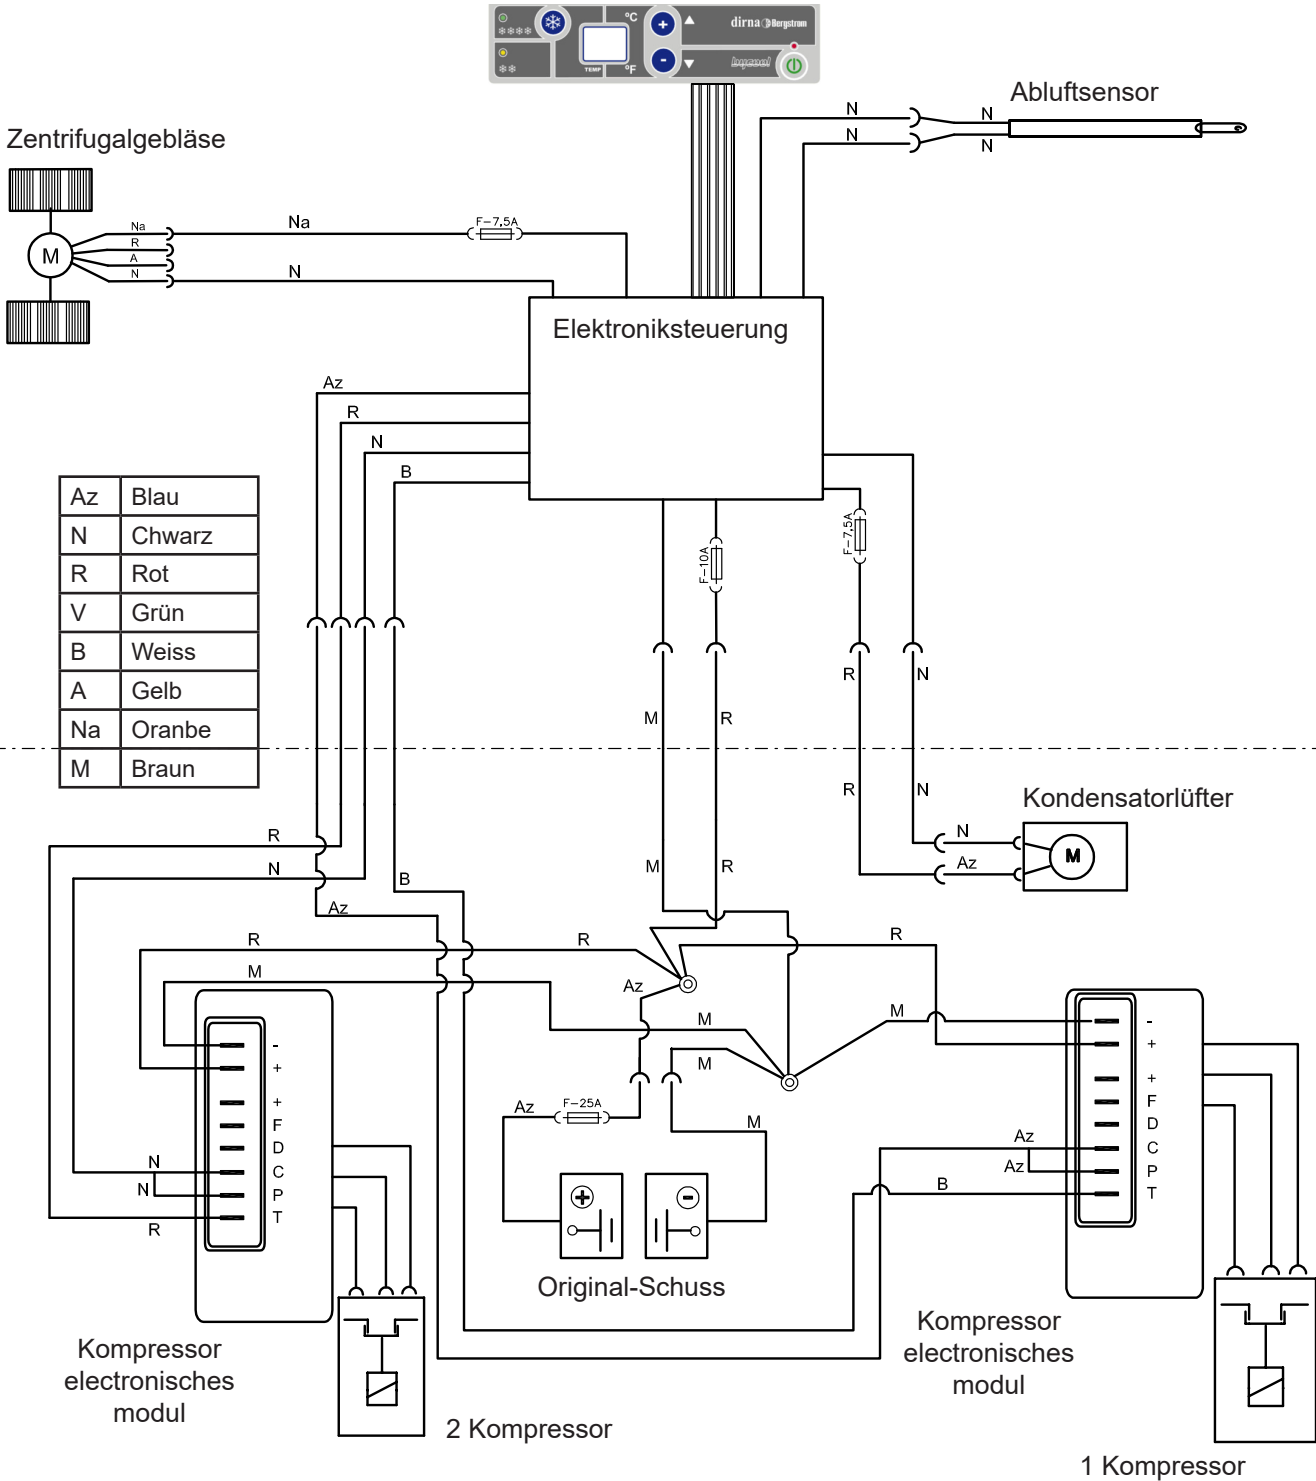 °C
dirna Bergstrom
TEMP
°F
bycool
Abluftsensor
N
N
N
N
Zentrifugalgebläse
Na
R
A
N
Na
N
F-7,5A
M
Elektroniksteuerung
Az
R
N
B
Az Blau
N Chwarz
R Rot
V Grün
B Weiss
A Gelb
Na Oranbe
M Braun
F-10A
F-7,5A
R
N
M
R
R
N
Kondensatorlüfter
N
Az
M
R
N
B
Az
M
R
R
R
R
M
Az
M
M
M
-
+
+
F
D
C
P
T
N
N
R
Az
F-25A
M
+
-
Original-Schuss
-
+
+
F
D
C
P
T
Az
Az
B
Kompressor
electronisches
modul
2 Kompressor
Kompressor
electronisches
modul
1 Kompressor